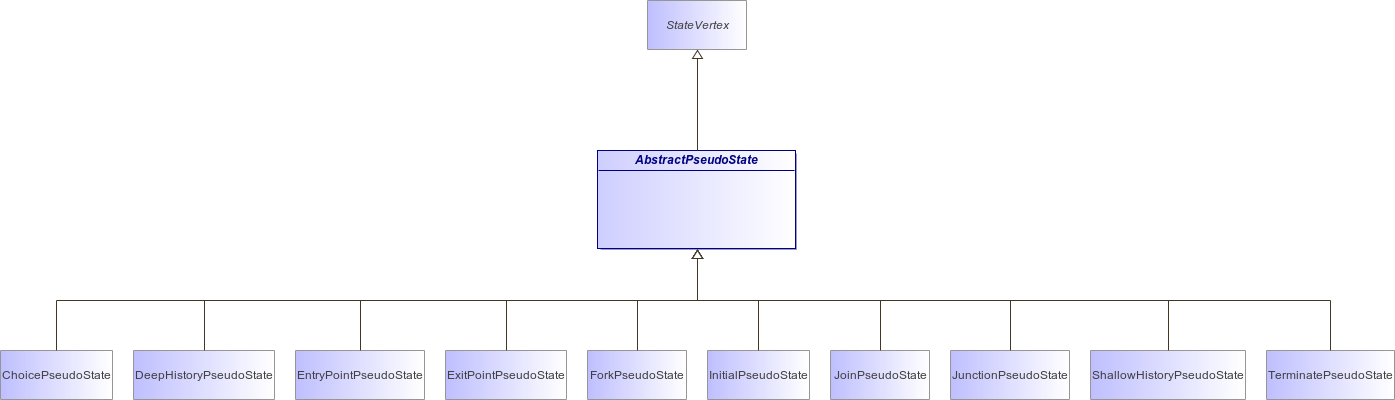 StateVertex
AbstractPseudoState
ChoicePseudoState
DeepHistoryPseudoState
EntryPointPseudoState
ExitPointPseudoState
ForkPseudoState
InitialPseudoState
JoinPseudoState
JunctionPseudoState
ShallowHistoryPseudoState
TerminatePseudoState